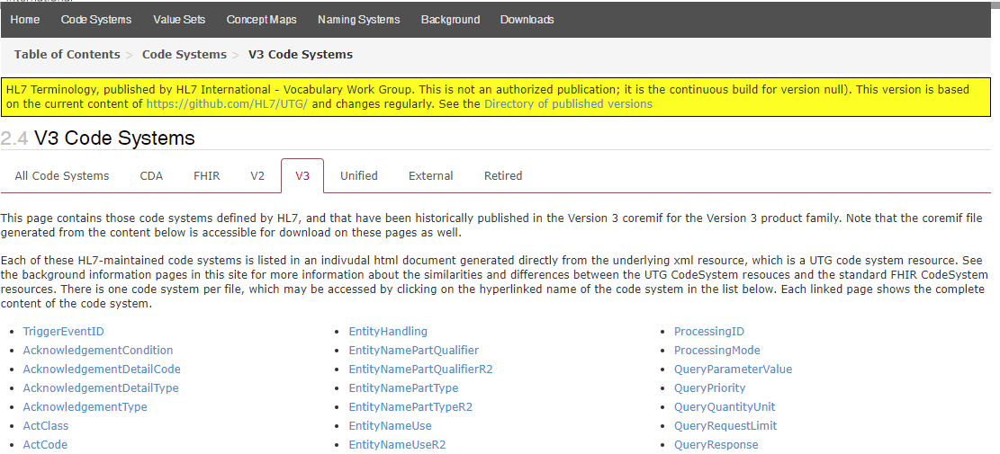 Home Code Systems Value Sets Concept Maps Naming Systems Background Downloads
Table of Contents > Code Systems > V3 Code Systems
HL7 Terminology, published by HL7 International - Vocabulary Work Group. This is not an authorized publication; it is the continuous build for version null). This version is based
on the current content of https://github.com/HL7/UTG/ and changes regularly. See the Directory of published versions
2.4 V3 Code Systems
All Code Systems CDA FHIR V2 V3 Unified External Retired
This page contains those code systems defined by HL7, and that have been historically published in the Version 3 coremif for the Version 3 product family. Note that the coremif file
generated from the content below is accessible for download on these pages as well.
Each of these HL7-maintained code systems is listed in an indivudal html document generated directly from the underlying xml resource, which is a UTG code system resource. See
the background information pages in this site for more information about the similarities and differences between the UTG CodeSystem resouces and the standard FHIR CodeSystem
resources. There is one code system per file, which may be accessed by clicking on the hyperlinked name of the code system in the list below. Each linked page shows the complete
content of the code system.
• TriggerEventID
• AcknowledgementCondition
• AcknowledgementDetailCode
• AcknowledgementDetailType
• AcknowledgementType
• ActClass
• ActCode
• EntityHandling
• EntityNamePartQualifier
• EntityNamePartQualifierR2
• EntityNamePartType
• EntityNamePartTypeR2
• EntityNameUse
• EntityNameUseR2
• ProcessingID
• ProcessingMode
• QueryParameterValue
• QueryPriority
• QueryQuantityUnit
• QueryRequestLimit
• QueryResponse